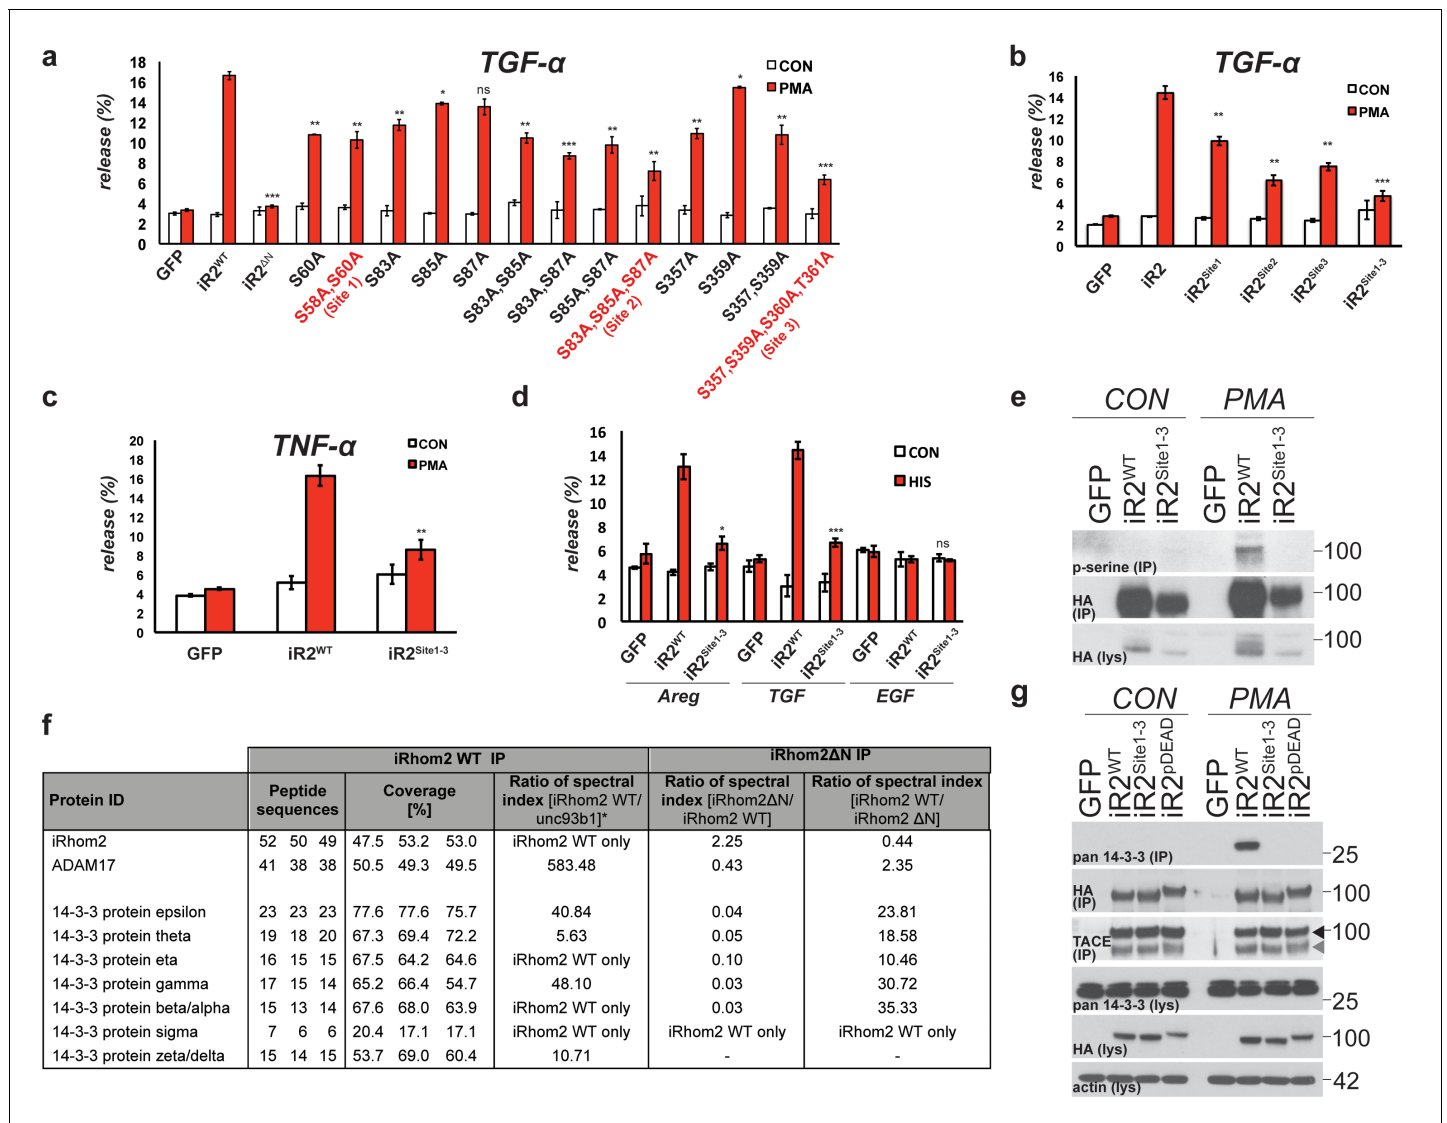 a
TGF-α
CON
PMA
release (%)
18
16
14
12
10
8
6
4
2
0
** ** ** * ns ** *** ** ** ** * ** ***
***
GFP
iR2WT
iR2ΔN
S60A
S58A,S60A
(Site 1)
S83A
S85A
S87A
S83A,S85A
S83A,S87A
S85A,S87A
S83A,S85A,S87A
(Site 2)
S357A
S359A
S357,S359A
S357,S359A,S360A,T361A
(Site 3)
b
TGF-α
CON
PMA
release (%)
16
14
12
10
8
6
4
2
0
** ** ** ***
GFP
iR2
iR2Site1
iR2Site2
iR2Site3
iR2Site1-3
c
TNF-α
CON
PMA
release (%)
20
18
16
14
12
10
8
6
4
2
0
**
GFP iR2WT iR2Site1-3
d
CON
HIS
release (%)
16
14
12
10
8
6
4
2
0
* *** ns
GFP
iR2WT
iR2Site1-3
GFP
iR2WT
iR2Site1-3
GFP
iR2WT
iR2Site1-3
Areg TGF EGF
e
CON PMA
GFP
iR2WT
iR2Site1-3
GFP
iR2WT
iR2Site1-3
p-serine (IP)
100
HA
(IP)
100
HA (lys)
100
f
iRhom2 WT IP iRhom2ΔN IP
Protein ID
Peptide
sequences
Coverage
[%]
Ratio of spectral
index [iRhom2 WT/
unc93b1]*
Ratio of spectral
index [iRhom2ΔN/
iRhom2 WT]
Ratio of spectral index
[iRhom2 WT/
iRhom2 ΔN]
iRhom2 52 50 49 47.5 53.2 53.0 iRhom2 WT only 2.25 0.44
ADAM17 41 38 38 50.5 49.3 49.5 583.48 0.43 2.35
14-3-3 protein epsilon 23 23 23 77.6 77.6 75.7 40.84 0.04 23.81
14-3-3 protein theta 19 18 20 67.3 69.4 72.2 5.63 0.05 18.58
14-3-3 protein eta 16 15 15 67.5 64.2 64.6 iRhom2 WT only 0.10 10.46
14-3-3 protein gamma 17 15 14 65.2 66.4 54.7 48.10 0.03 30.72
14-3-3 protein beta/alpha 15 13 14 67.6 68.0 63.9 iRhom2 WT only 0.03 35.33
14-3-3 protein sigma 7 6 6 20.4 17.1 17.1 iRhom2 WT only iRhom2 WT only iRhom2 WT only
14-3-3 protein zeta/delta 15 14 15 53.7 69.0 60.4 10.71 - -
g
CON PMA
GFP
iR2WT
iR2Site1-3
iR2pDEAD
GFP
iR2WT
iR2Site1-3
iR2pDEAD
pan 14-3-3 (IP)
25
HA
(IP)
100
TACE
(IP)
100
pan 14-3-3 (lys)
25
HA (lys)
100
actin (lys)
42